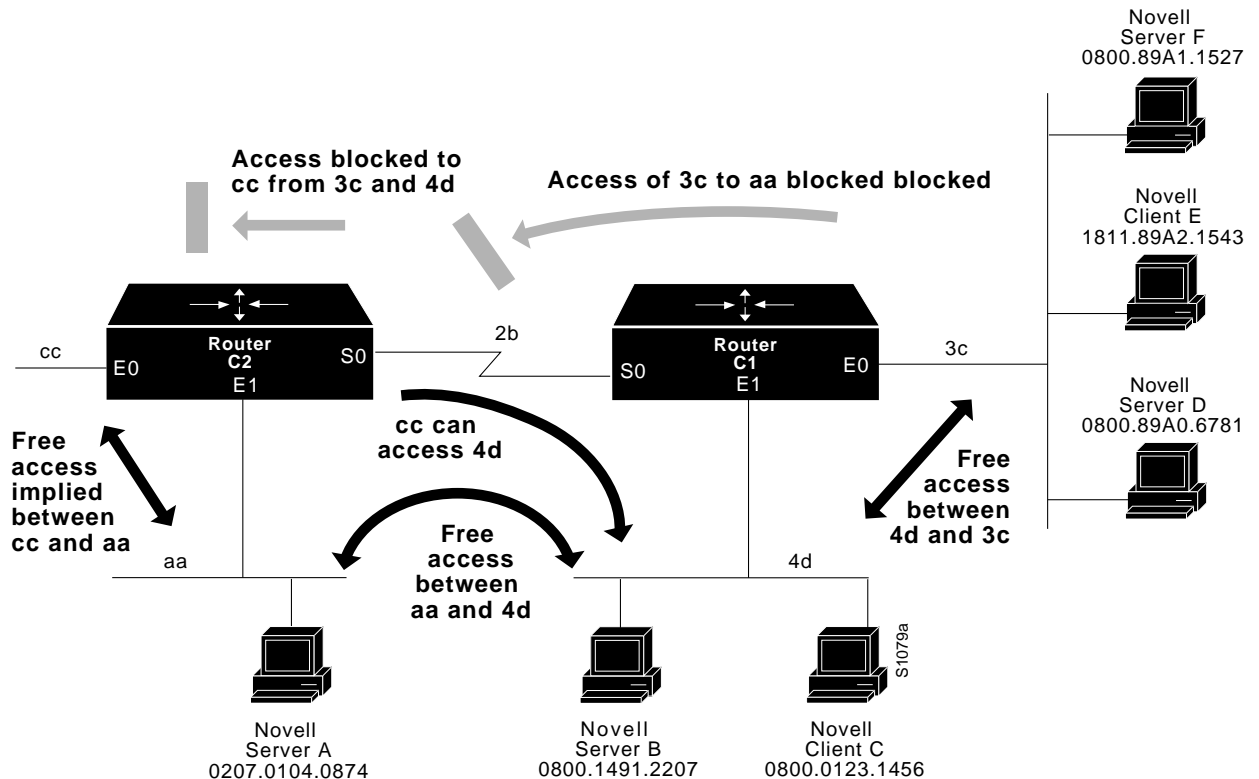 Novell
Server F
0800.89A1.1527
Access blocked to
cc from 3c and 4d
Access of 3c to aa blocked blocked
Novell
Client E
1811.89A2.1543
cc
E0
Router
C2
E1
S0
2b
S0
Router
C1
E1
E0
3c
Novell
Server D
0800.89A0.6781
Free
access
implied
between
cc and aa
cc can
access 4d
Free
access
between
4d and 3c
aa
Free
access
between
aa and 4d
4d
S1079a
Novell
Server A
0207.0104.0874
Novell
Server B
0800.1491.2207
Novell
Client C
0800.0123.1456